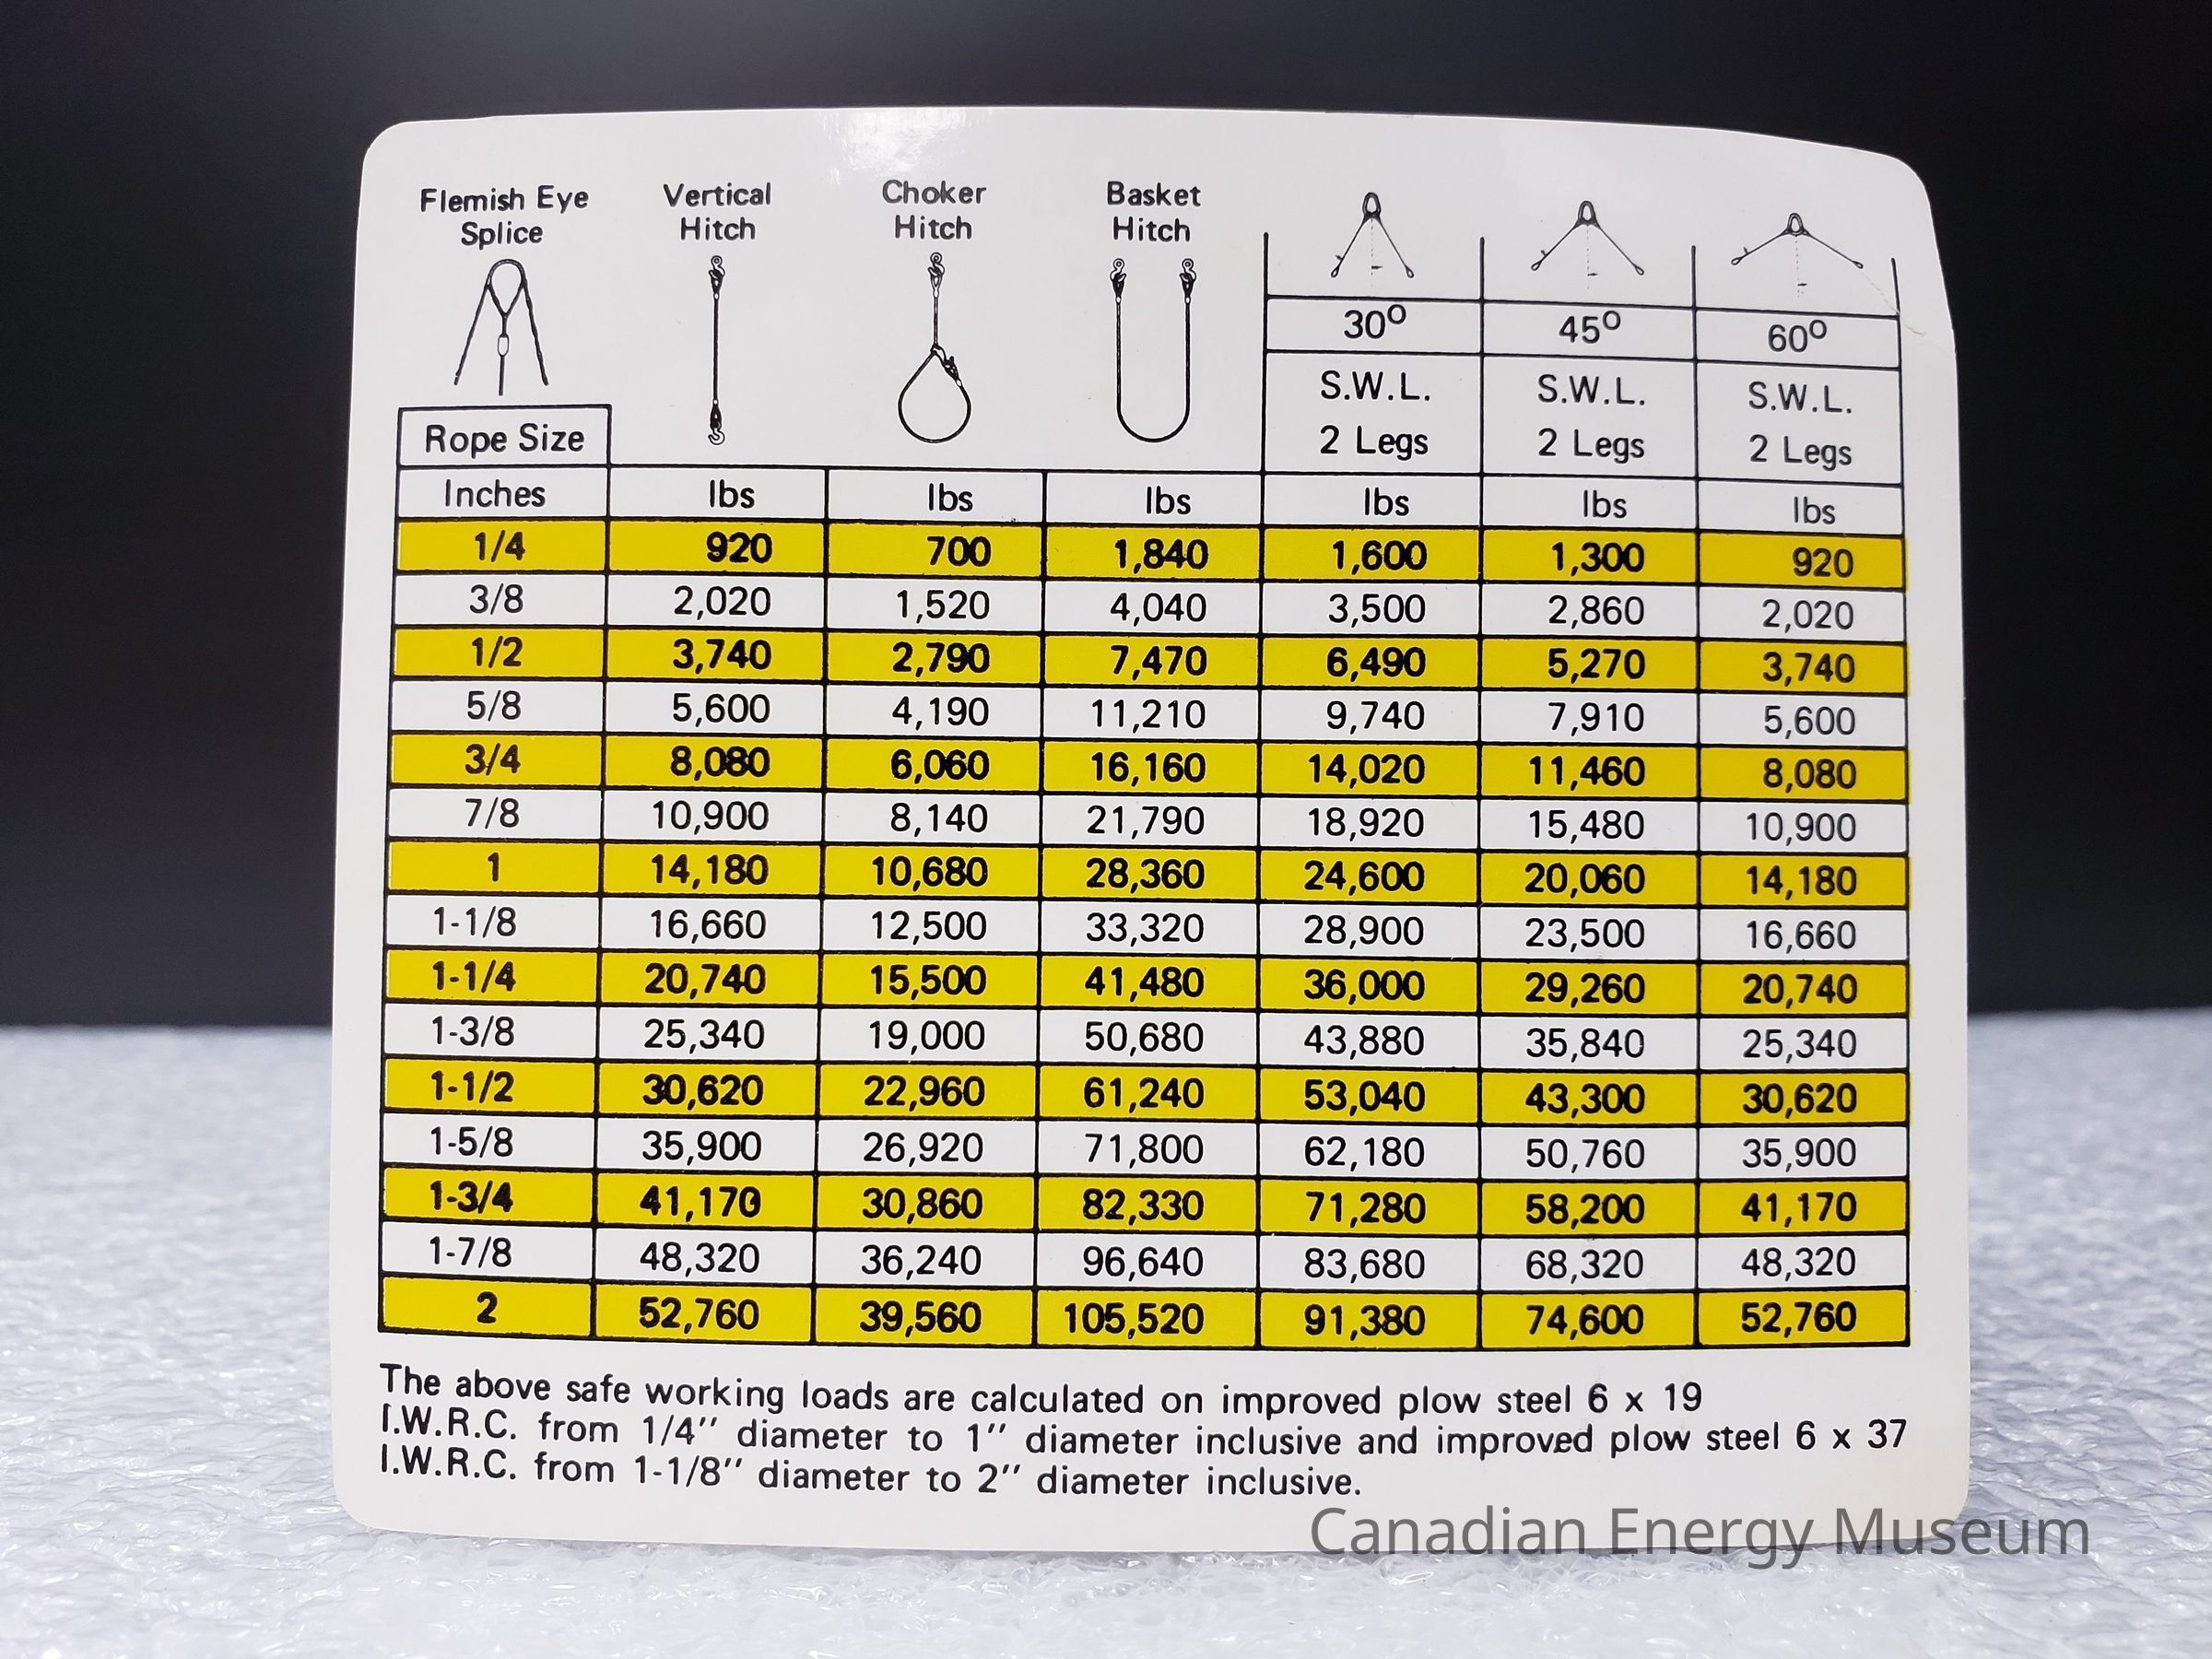 Flemish Eye Splice Vertical Hitch Choker Hitch Basket Hitch
30° 45° 60°
S.W.L. S.W.L. S.W.L.
Rope Size 2 Legs 2 Legs 2 Legs
Inches lbs lbs lbs lbs lbs lbs
1/4 920 700 1,840 1,600 1,300 920
3/8 2,020 1,520 4,040 3,500 2,860 2,020
1/2 3,740 2,790 7,470 6,490 5,270 3,740
5/8 5,600 4,190 11,210 9,740 7,910 5,600
3/4 8,080 6,060 16,160 14,020 11,460 8,080
7/8 10,900 8,140 21,790 18,920 15,480 10,900
1 14,180 10,680 28,360 24,600 20,060 14,180
1-1/8 16,660 12,500 33,320 28,900 23,500 16,660
1-1/4 20,740 15,500 41,480 36,000 29,260 20,740
1-3/8 25,340 19,000 50,680 43,880 35,840 25,340
1-1/2 30,620 22,960 61,240 53,040 43,300 30,620
1-5/8 35,900 26,920 71,800 62,180 50,760 35,900
1-3/4 41,170 30,860 82,330 71,280 58,200 41,170
1-7/8 48,320 36,240 96,640 83,680 68,320 48,320
2 52,760 39,560 105,520 91,380 74,600 52,760
The above safe working loads are calculated on improved plow steel 6 x 19
I.W.R.C. from 1/4" diameter to 1" diameter inclusive and improved plow steel 6 x 37
I.W.R.C. from 1-1/8" diameter to 2" diameter inclusive.
Canadian Energy Museum